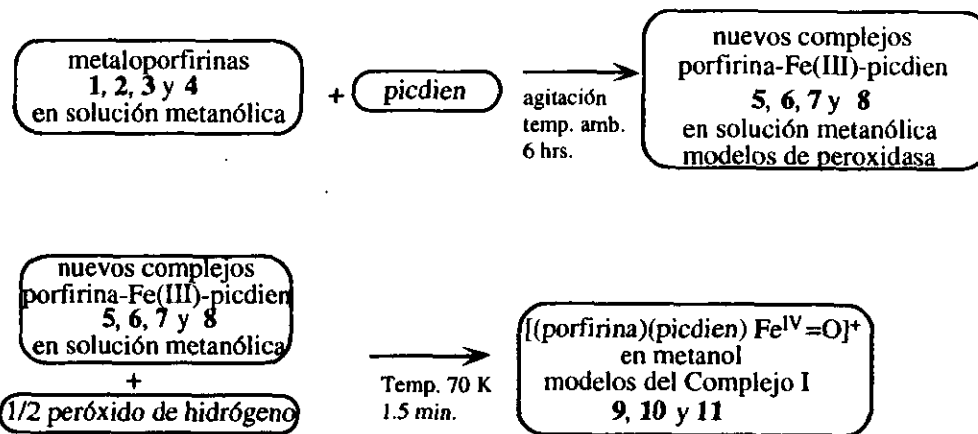 metaloporfirinas
1, 2, 3 y 4
en solución metanólica
+
picdien
agitación
temp. amb.
6 hrs.
nuevos complejos
porfirina-Fe(III)-picdien
5, 6, 7 y 8
en solución metanólica
modelos de peroxidasa
nuevos complejos
porfirina-Fe(III)-picdien
5, 6, 7 y 8
en solución metanólica
+
1/2 peróxido de hidrógeno
Temp. 70 K
1.5 min.
[(porfirina)(picdien) Feᴵⱽ=O]⁺
en metanol
modelos del Complejo I
9, 10 y 11